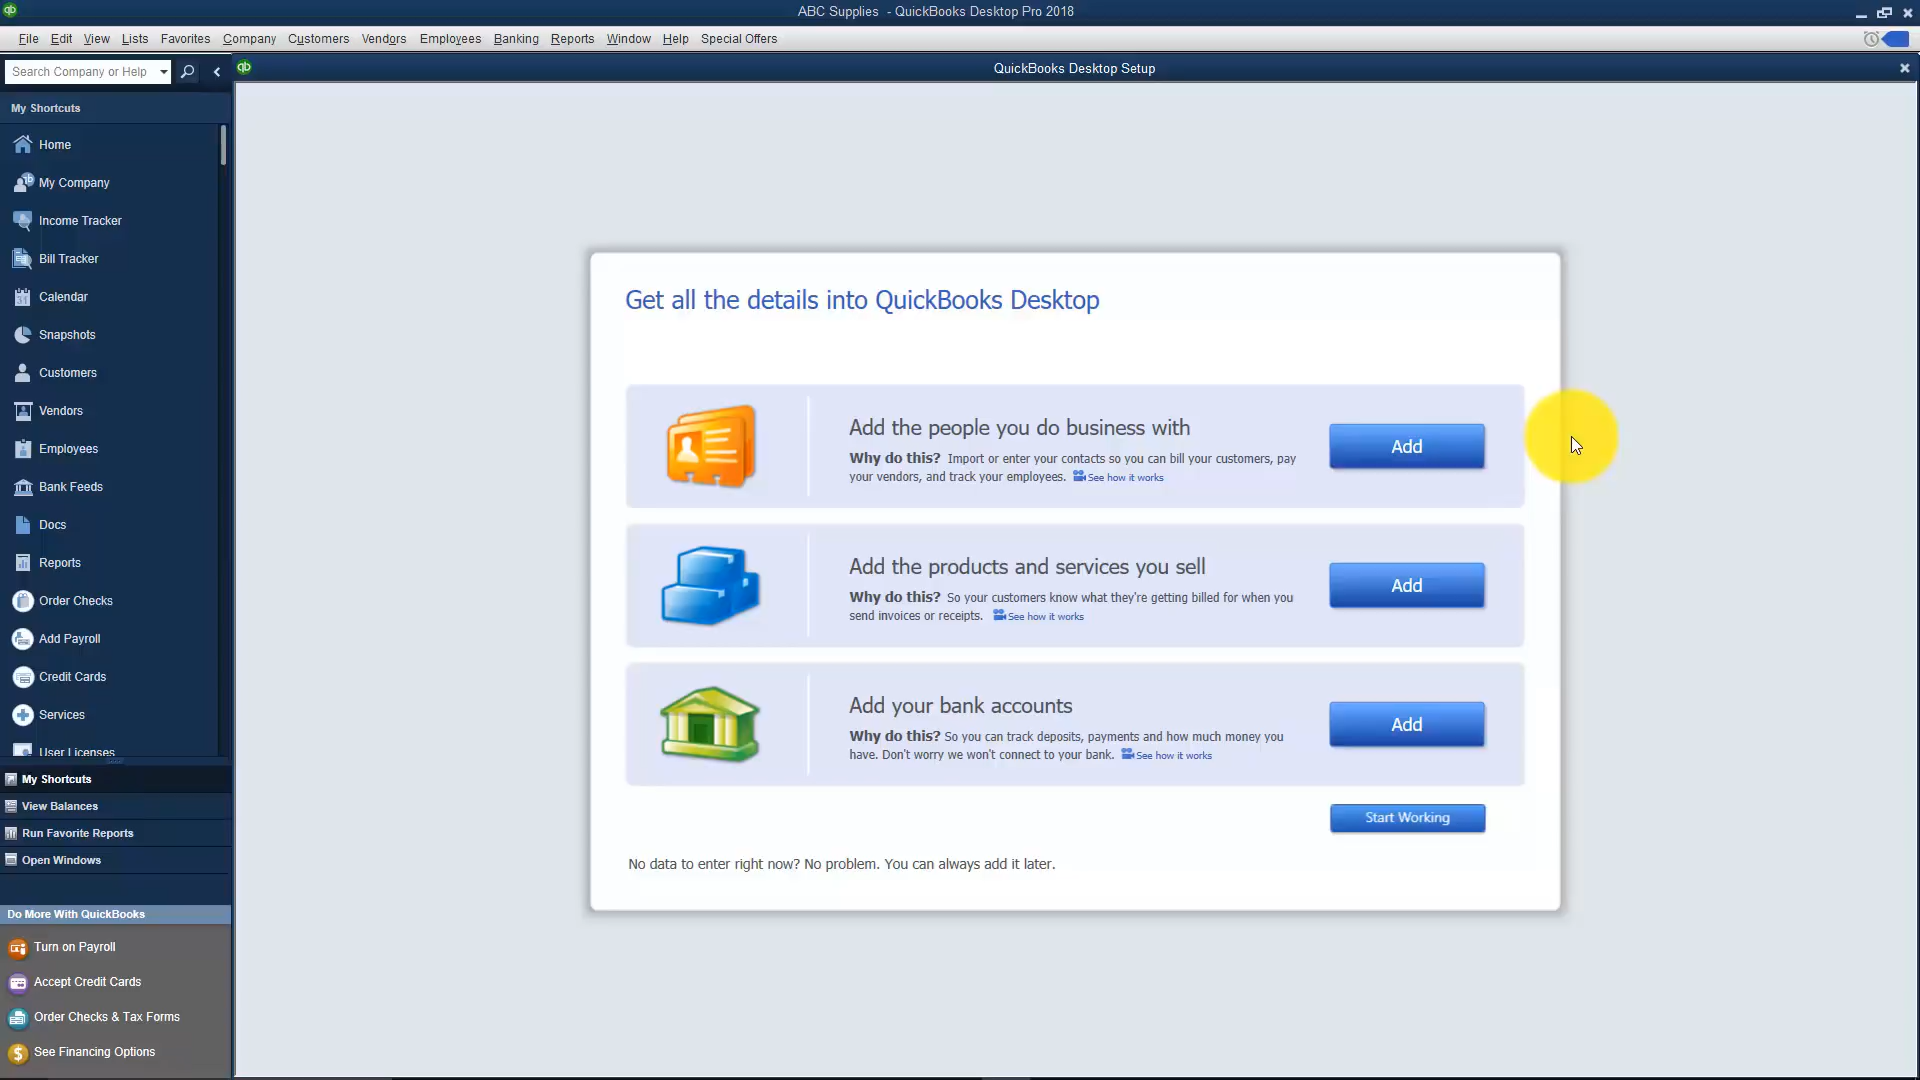 ABC Supplies - QuickBooks Desktop Pro 2018
File Edit View Lists Favorites Company Customers Vendors Employees Banking Reports Window Help Special Offers
Search Company or Help
qb
QuickBooks Desktop Setup
My Shortcuts
Home
My Company
Income Tracker
Bill Tracker
Calendar
Snapshots
Customers
Vendors
Employees
Bank Feeds
Docs
Reports
Order Checks
Add Payroll
Credit Cards
Services
User Licenses
My Shortcuts
View Balances
Run Favorite Reports
Open Windows
Do More With QuickBooks
Turn on Payroll
Accept Credit Cards
Order Checks & Tax Forms
See Financing Options
Get all the details into QuickBooks Desktop
Add the people you do business with
Why do this? Import or enter your contacts so you can bill your customers, pay
your vendors, and track your employees. See how it works
Add
Add the products and services you sell
Why do this? So your customers know what they're getting billed for when you
send invoices or receipts. See how it works
Add
Add your bank accounts
Why do this? So you can track deposits, payments and how much money you
have. Don't worry we won't connect to your bank. See how it works
Add
Start Working
No data to enter right now? No problem. You can always add it later.